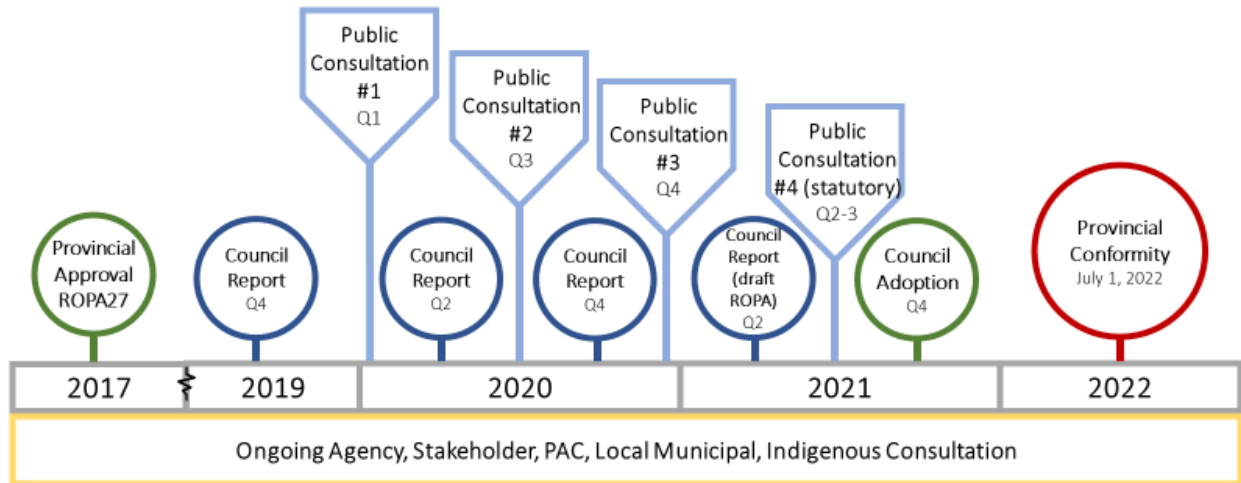 Public
Consultation
#1
Q1
Public
Consultation
#2
Q3
Public
Consultation
#3
Q4
Public
Consultation
#4 (statutory)
Q2-3
Provincial
Approval
ROPA27
Council
Report
Q4
Council
Report
Q2
Council
Report
Q4
Council
Report
(draft
ROPA)
Q2
Council
Adoption
Q4
Provincial
Conformity
July 1, 2022
2017
2019
2020
2021
2022
Ongoing Agency, Stakeholder, PAC, Local Municipal, Indigenous Consultation